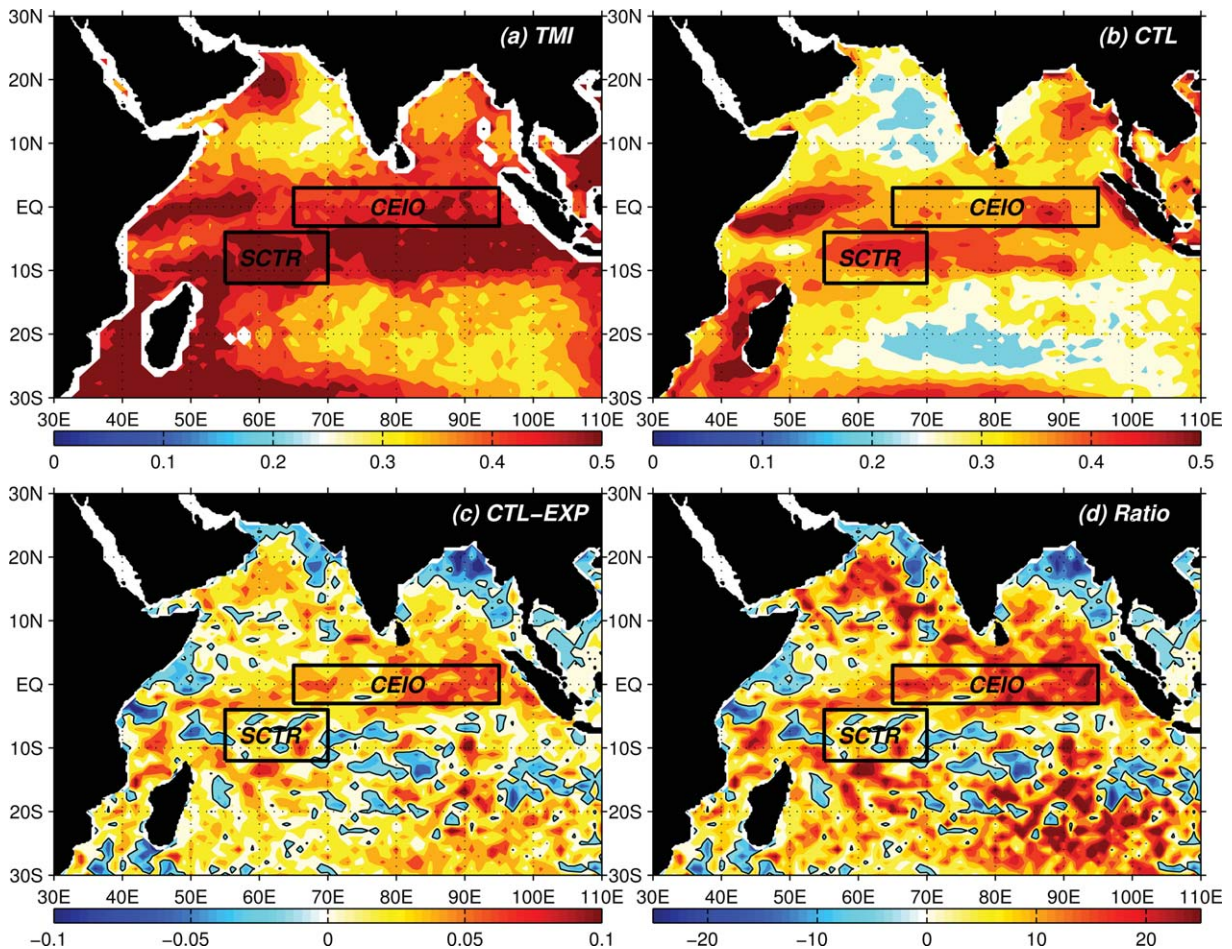 30N 30N
(a) TMI (b) CTL
20N 20N
10N 10N
EQ CEIO EQ CEIO
SCTR SCTR
10S 10S
20S 20S
30S 30S
30E 40E 50E 60E 70E 80E 90E 100E 110E 30E 40E 50E 60E 70E 80E 90E 100E 110E
0 0.1 0.2 0.3 0.4 0.5 0 0.1 0.2 0.3 0.4 0.5
30N 30N
(c) CTL−EXP (d) Ratio
20N 20N
10N 10N
EQ CEIO EQ CEIO
SCTR SCTR
10S 10S
20S 20S
30S 30S
30E 40E 50E 60E 70E 80E 90E 100E 110E 30E 40E 50E 60E 70E 80E 90E 100E 110E
−0.1 −0.05 0 0.05 0.1 −20 −10 0 10 20